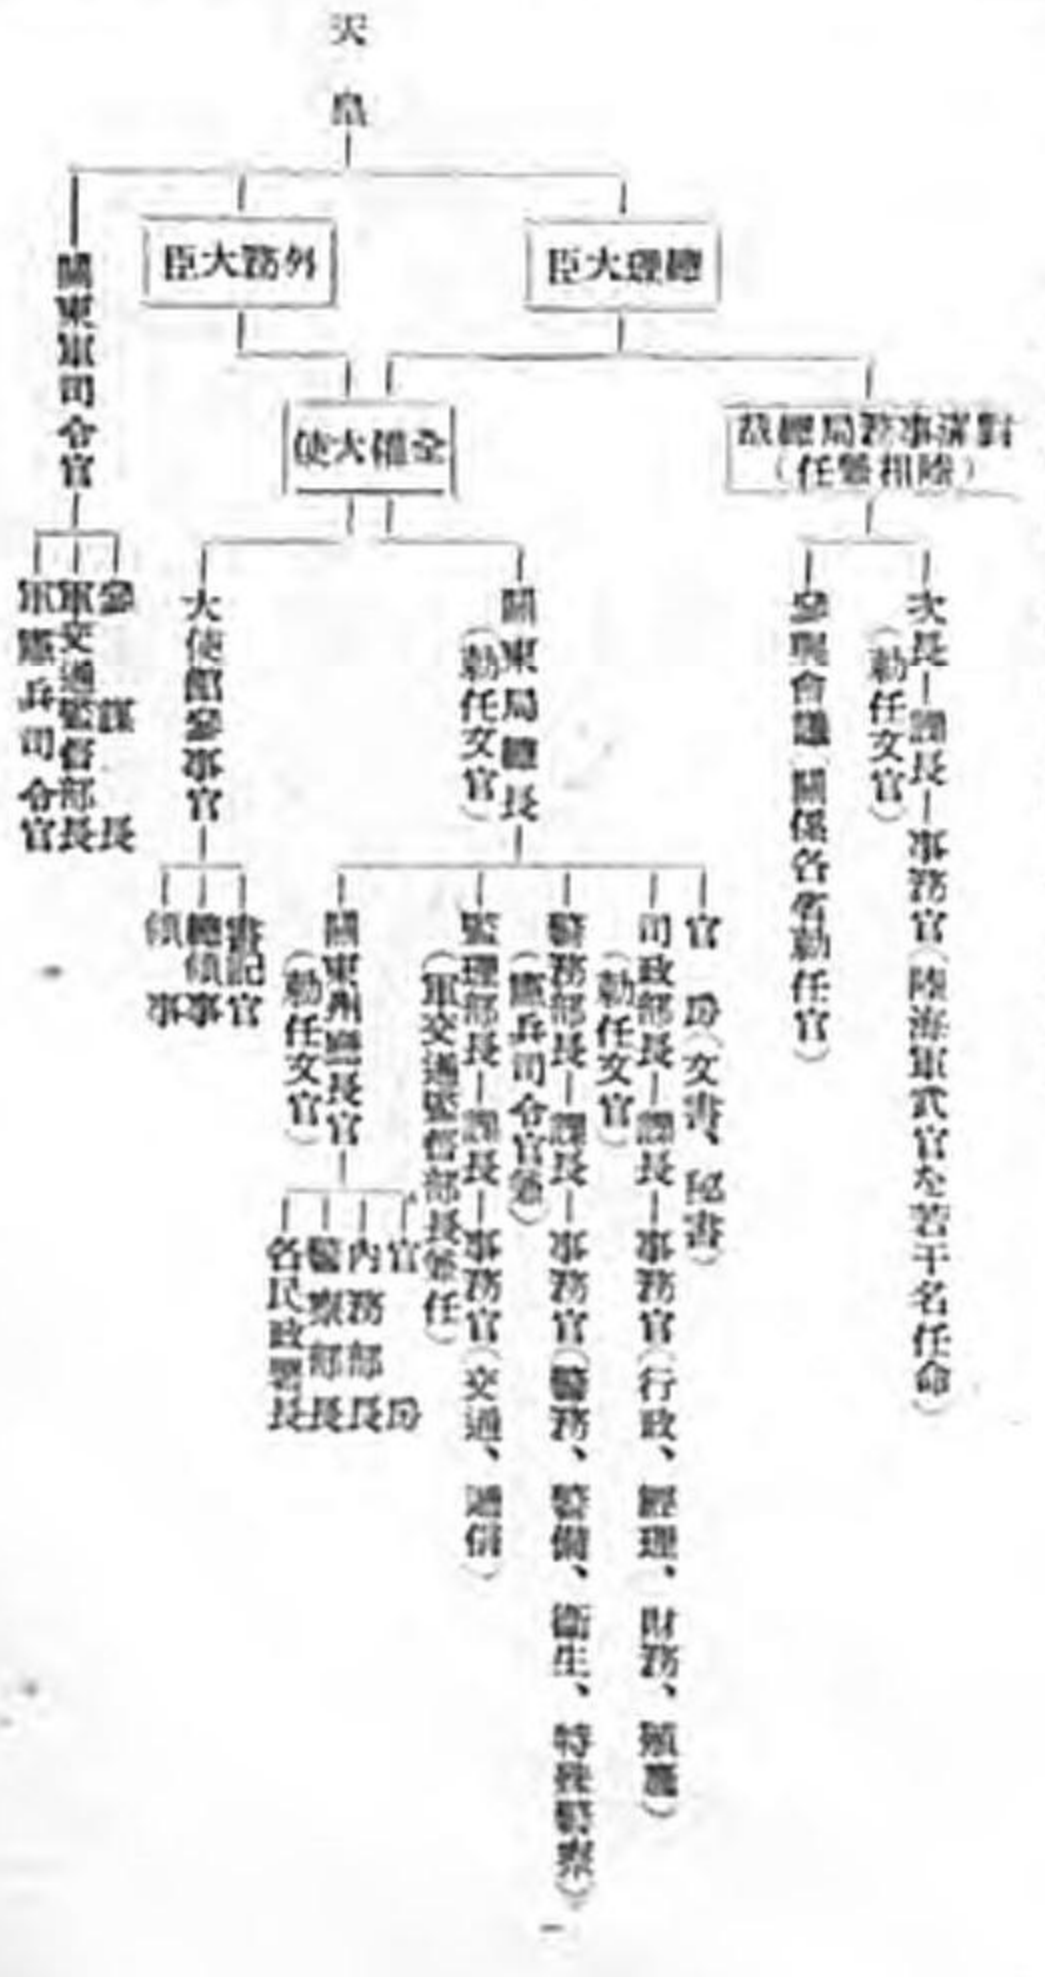 天皇
總理大臣
外務大臣
關東軍司令官
對滿事務局總裁
（陸相兼任）
全權大使
次長―課長―事務官（陸海軍武官を若干名任命）
（勅任文官）
參與會議（關係各省勅任官）
關東局總長
（勅任文官）
大使館參事官
參謀長
軍交通監督部長
軍憲兵司令官
官房（文書、秘書）
司政部長―課長―事務官（行政、經理、財務、殖産）
（勅任文官）
警務部長―課長―事務官（警務、警備、衞生、特殊警察）
（憲兵司令官兼）
監理部長―課長―事務官（交通、遞信）
（軍交通監督部長兼任）
關東州廳長官
（勅任文官）
書記官
總領事
領事
官房
內務部長
警察部長
各民政署長